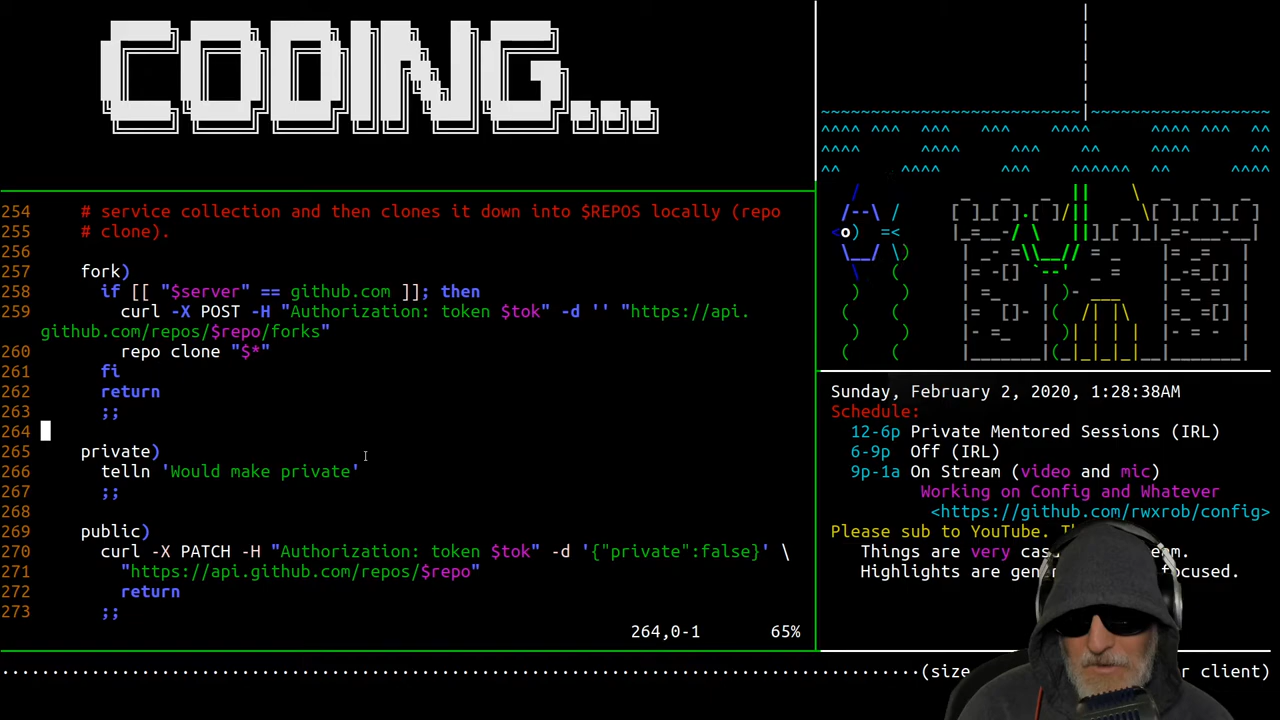 CODING...
254 # service collection and then clones it down into $REPOS locally (repo
255 # clone).
256
257 fork)
258 if [[ "$server" == github.com ]]; then
259 curl -X POST -H "Authorization: token $tok" -d '' "https://api.
github.com/repos/$repo/forks"
260 repo clone "$*"
261 fi
262 return
263 ;;
264
265 private)
266 telln 'Would make private'
267 ;;
268
269 public)
270 curl -X PATCH -H "Authorization: token $tok" -d '{"private":false}' \
271 "https://api.github.com/repos/$repo"
272 return
273 ;;
264,0-1 65%
Sunday, February 2, 2020, 1:28:38AM
Schedule:
12-6p Private Mentored Sessions (IRL)
6-9p Off (IRL)
9p-1a On Stream (video and mic)
Working on Config and Whatever
<https://github.com/rwxrob/config>
Please sub to YouTube.
Things are very
Highlights are
(size client)